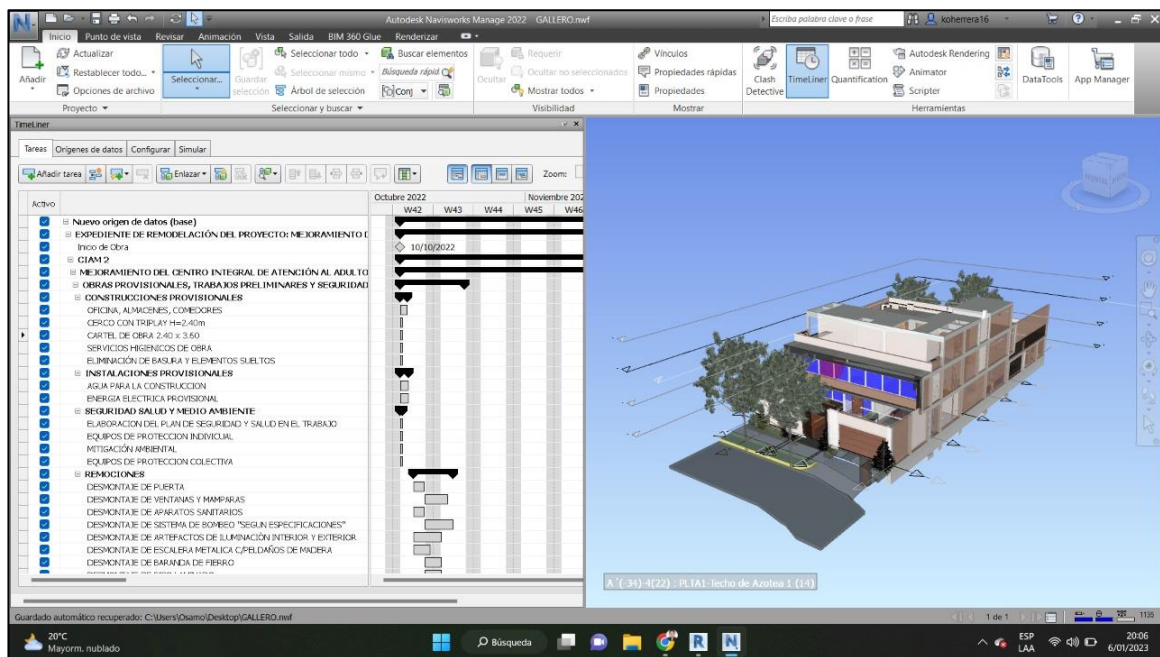 Autodesk Navisworks Manage 2022 GALLERO.nwf
Escriba palabra clave o frase
koherrera16
Inicio Punto de vista Revisar Animación Vista Salida BIM 360 Glue Renderizar
Actualizar
Restablecer todo...
Opciones de archivo
Añadir
Proyecto
Seleccionar...
Guardar selección
Seleccionar todo
Seleccionar mismo
Árbol de selección
Buscar elementos
Búsqueda rápid
Conj
Seleccionar y buscar
Ocultar
Requerir
Ocultar no seleccionados
Mostrar todos
Visibilidad
Vínculos
Propiedades rápidas
Propiedades
Mostrar
Clash Detective
TimeLiner
Quantification
Autodesk Rendering
Animator
Scripter
Herramientas
DataTools
App Manager
TimeLiner
Tareas Orígenes de datos Configurar Simular
Añadir tarea
Enlazar
Zoom:
Activo
Octubre 2022 Noviembre 202
W42 W43 W44 W45 W46
Nuevo origen de datos (base)
EXPEDIENTE DE REMODELACIÓN DEL PROYECTO: MEJORAMIENTO D
Inicio de Obra
10/10/2022
CIAM 2
MEJORAMIENTO DEL CENTRO INTEGRAL DE ATENCIÓN AL ADULTO
OBRAS PROVISIONALES, TRABAJOS PRELIMINARES Y SEGURIDAD
CONSTRUCCIONES PROVISIONALES
OFICINA, ALMACENES, COMEDORES
CERCO CON TRIPLAY H=2.40m
CARTEL DE OBRA 2.40 x 3.60
SERVICIOS HIGIENICOS DE OBRA
ELIMINACIÓN DE BASURA Y ELEMENTOS SUELTOS
INSTALACIONES PROVISIONALES
AGUA PARA LA CONSTRUCCION
ENERGIA ELECTRICA PROVISIONAL
SEGURIDAD SALUD Y MEDIO AMBIENTE
ELABORACION DEL PLAN DE SEGURIDAD Y SALUD EN EL TRABAJO
EQUIPOS DE PROTECCION INDIVICUAL
MITIGACIÓN AMBIENTAL
EQUIPOS DE PROTECCION COLECTIVA
REMOCIONES
DESMONTAJE DE PUERTA
DESMONTAJE DE VENTANAS Y MAMPARAS
DESMONTAJE DE APARATOS SANITARIOS
DESMONTAJE DE SISTEMA DE BOMBEO "SEGUN ESPECIFICACIONES"
DESMONTAJE DE ARTEFACTOS DE ILUMINACIÓN INTERIOR Y EXTERIOR
DESMONTAJE DE ESCALERA METALICA C/PELDAÑOS DE MADERA
DESMONTAJE DE BARANDA DE FIERRO
A´(-34)-4(22) : PLTA1-Techo de Azotea 1 (14)
Guardado automático recuperado: C:\Users\Osamo\Desktop\GALLERO.nwf
1 de 1
1135
20°C
Mayorm. nublado
Búsqueda
ESP
LAA
20:06
6/01/2023